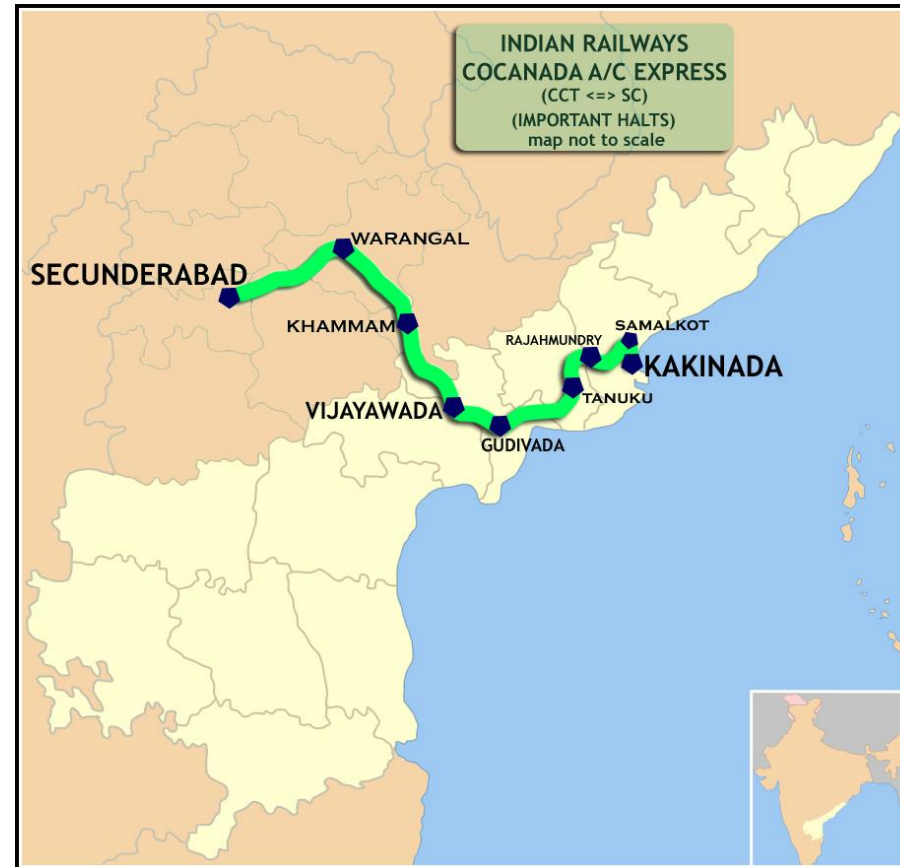 INDIAN RAILWAYS
COCANADA A/C EXPRESS
(CCT <=> SC)
(IMPORTANT HALTS)
map not to scale
WARANGAL
SECUNDERABAD
KHAMMAM
SAMALKOT
RAJAHMUNDRY
KAKINADA
TANUKU
VIJAYAWADA
GUDIVADA